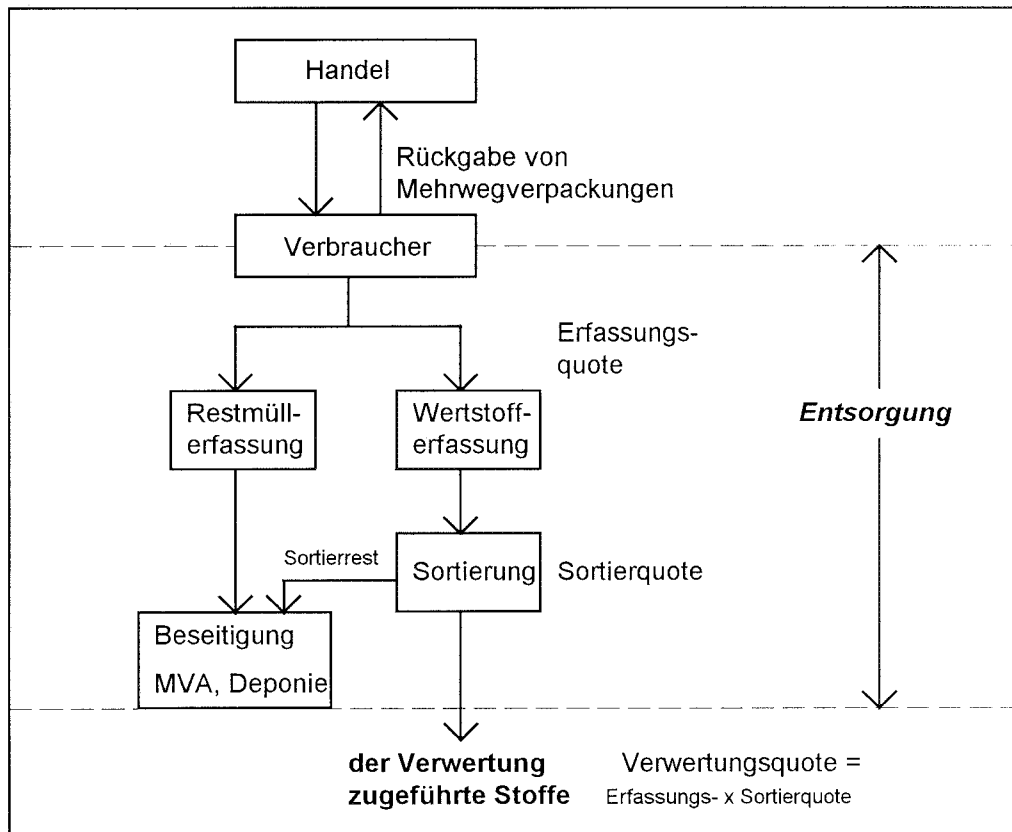 Handel
Rückgabe von
Mehrwegverpackungen
Verbraucher
Erfassungs-
quote
Restmüll-
erfassung
Wertstoff-
erfassung
Entsorgung
Sortierrest
Sortierung
Sortierquote
Beseitigung
MVA, Deponie
der Verwertung
zugeführte Stoffe
Verwertungsquote =
Erfassungs- x Sortierquote